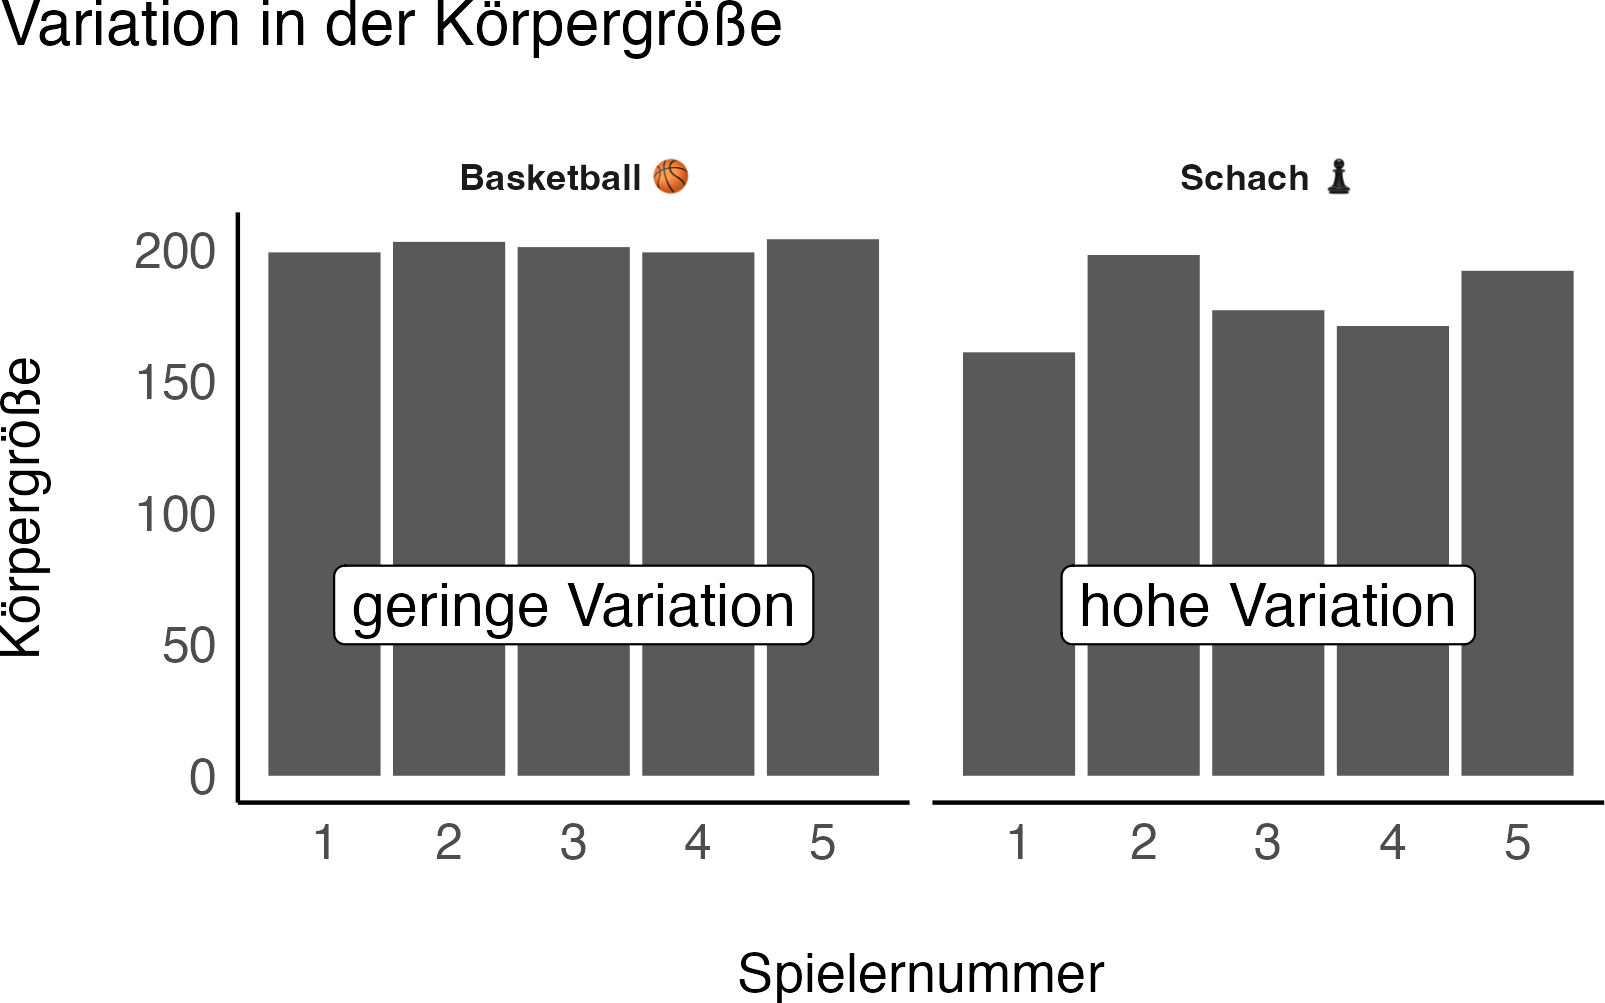 Variation in der Körpergröße
Basketball 🏀
Schach ♟
Körpergröße
200
150
100
50
0
geringe Variation
hohe Variation
1 2 3 4 5
1 2 3 4 5
Spielernummer